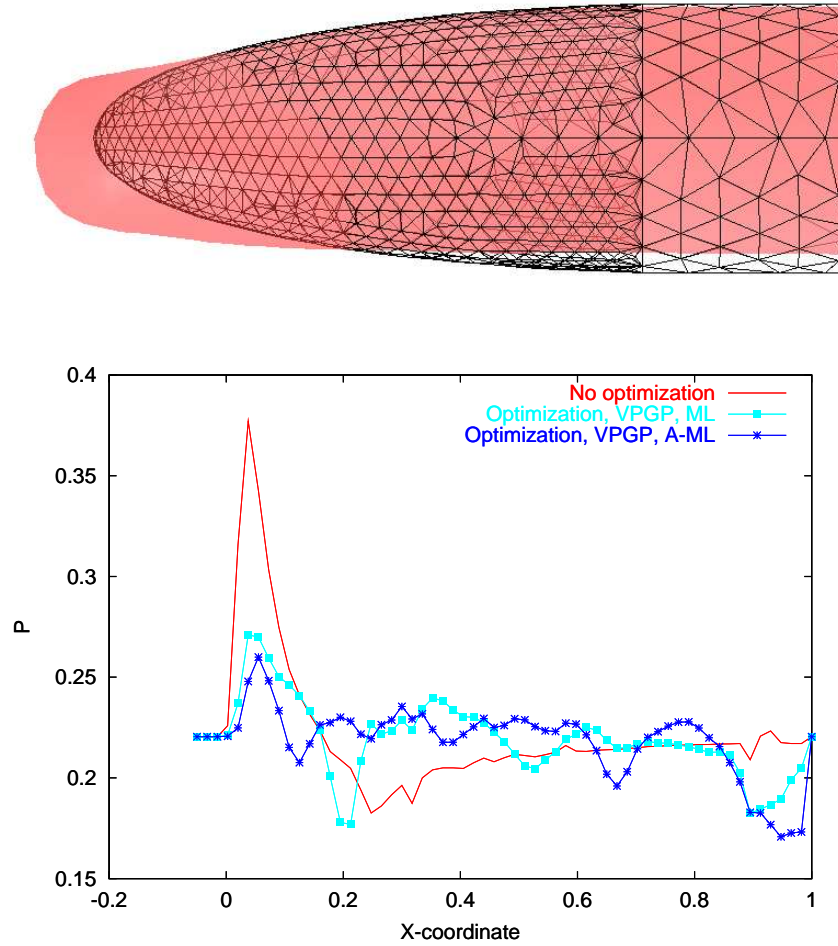 0.4
No optimization
Optimization, VPGP, ML
Optimization, VPGP, A-ML
0.35
0.3
P
0.25
0.2
0.15
-0.2
0
0.2
0.4
0.6
0.8
1
X-coordinate